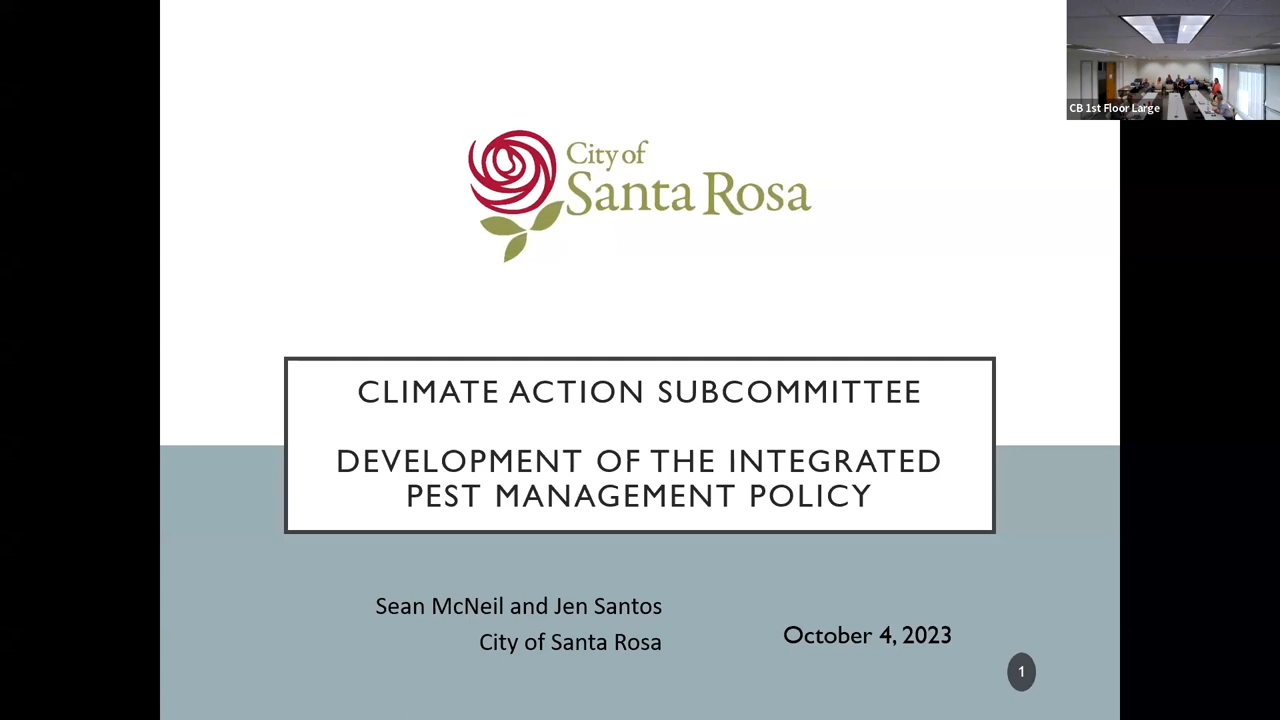 CB 1st Floor Large
City of
Santa Rosa
CLIMATE ACTION SUBCOMMITTEE
DEVELOPMENT OF THE INTEGRATED
PEST MANAGEMENT POLICY
Sean McNeil and Jen Santos
City of Santa Rosa
October 4, 2023
1